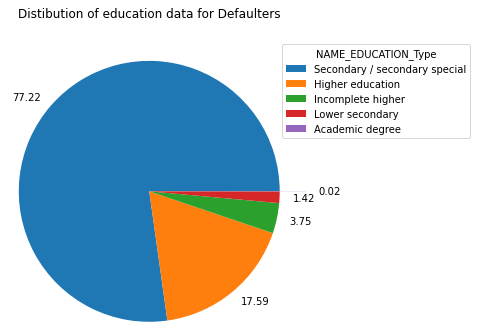 Distibution of education data for Defaulters
NAME_EDUCATION_Type
Secondary / secondary special
Higher education
Incomplete higher
Lower secondary
Academic degree
77.22
0.02
1.42
3.75
17.59